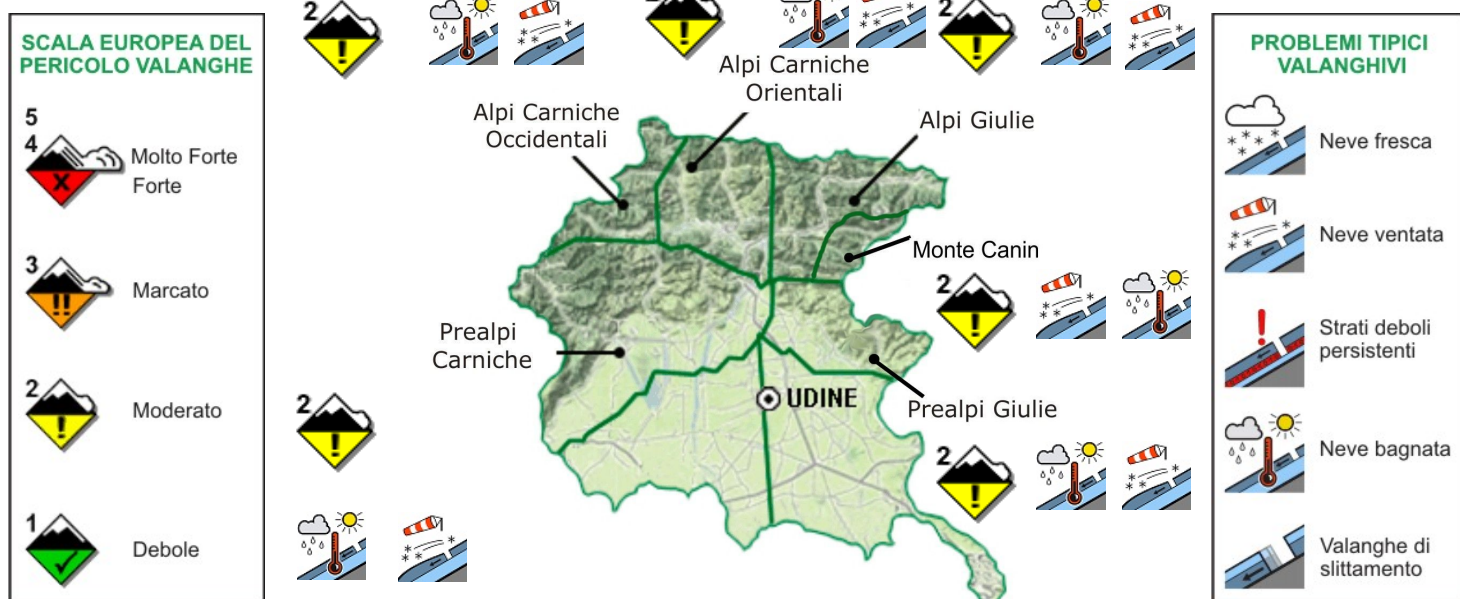 SCALA EUROPEA DEL
PERICOLO VALANGHE
5
4
Molto Forte
Forte
3
Marcato
2
Moderato
1
Debole
2
2
2
Alpi Carniche
Orientali
Alpi Carniche
Occidentali
Alpi Giulie
Monte Canin
2
Prealpi
Carniche
2
UDINE
Prealpi Giulie
2
PROBLEMI TIPICI
VALANGHIVI
Neve fresca
Neve ventata
Strati deboli
persistenti
Neve bagnata
Valanghe di
slittamento